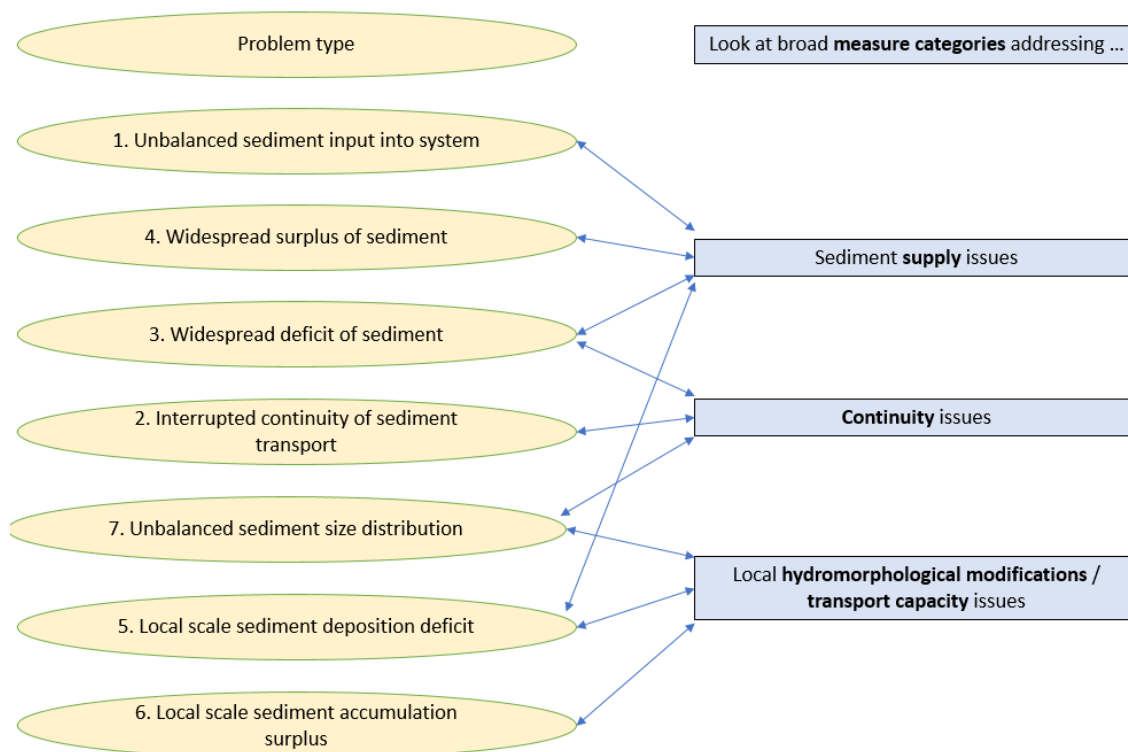 Problem type
Look at broad measure categories addressing ...
1. Unbalanced sediment input into system
4. Widespread surplus of sediment
Sediment supply issues
3. Widespread deficit of sediment
2. Interrupted continuity of sediment
transport
Continuity issues
7. Unbalanced sediment size distribution
Local hydromorphological modifications /
transport capacity issues
5. Local scale sediment deposition deficit
6. Local scale sediment accumulation
surplus